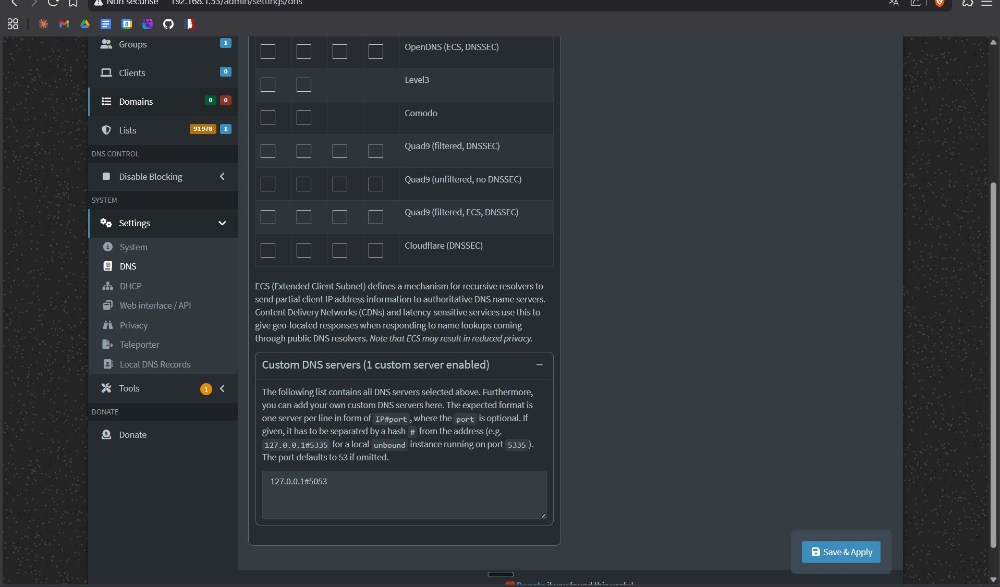 Non sécurisé 192.168.1.53/admin/settings/dns
8
Groups 1
Clients 0
Domains 0 0
Lists 91978 1
DNS CONTROL
Disable Blocking
SYSTEM
Settings
System
DNS
DHCP
Web interface / API
Privacy
Teleporter
Local DNS Records
Tools 1
DONATE
Donate
OpenDNS (ECS, DNSSEC)
Level3
Comodo
Quad9 (filtered, DNSSEC)
Quad9 (unfiltered, no DNSSEC)
Quad9 (filtered, ECS, DNSSEC)
Cloudflare (DNSSEC)
ECS (Extended Client Subnet) defines a mechanism for recursive resolvers to
send partial client IP address information to authoritative DNS name servers.
Content Delivery Networks (CDNs) and latency-sensitive services use this to
give geo-located responses when responding to name lookups coming
through public DNS resolvers. Note that ECS may result in reduced privacy.
Custom DNS servers (1 custom server enabled)
The following list contains all DNS servers selected above. Furthermore,
you can add your own custom DNS servers here. The expected format is
one server per line in form of IP#port, where the port is optional. If
given, it has to be separated by a hash # from the address (e.g.
127.0.0.1#5335 for a local unbound instance running on port 5335).
The port defaults to 53 if omitted.
127.0.0.1#5053
Save & Apply
Donate if you found this useful